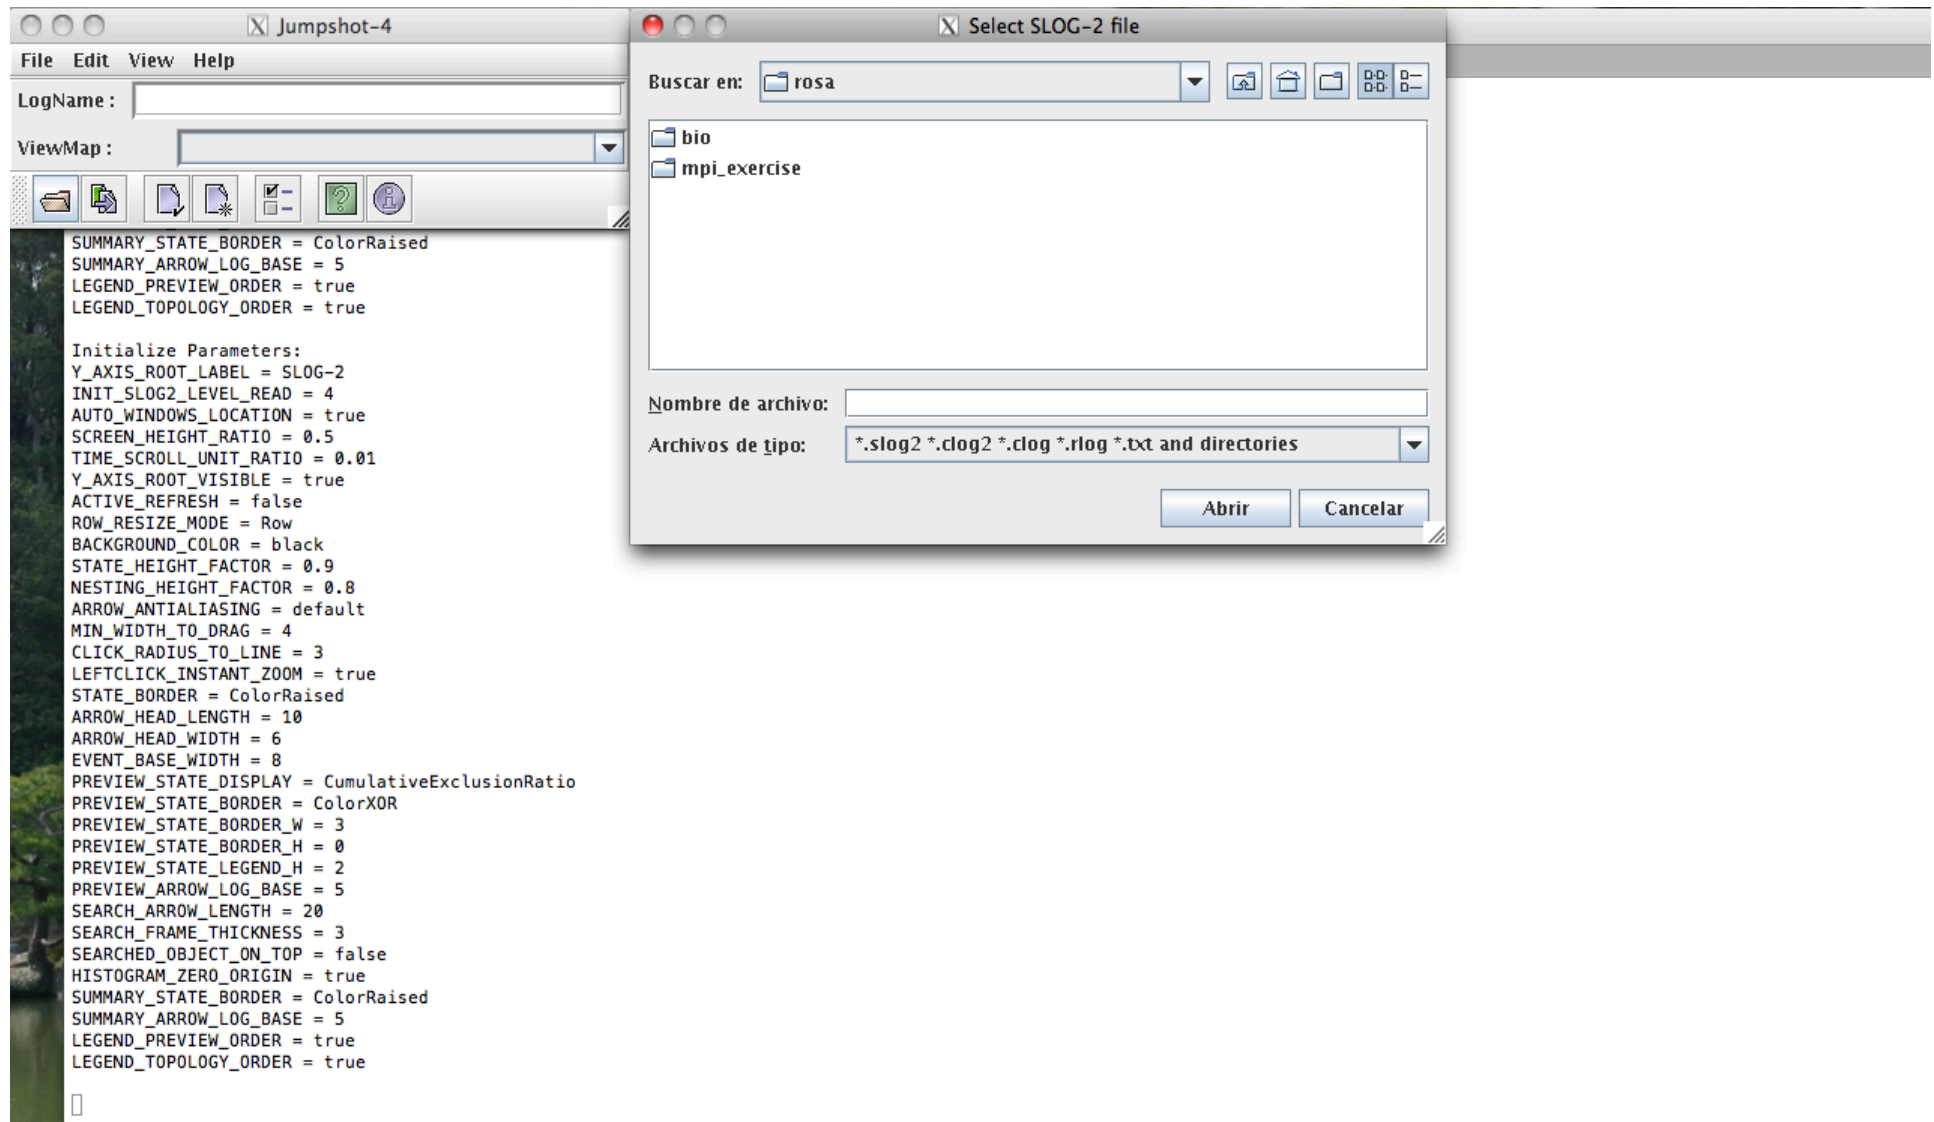 Jumpshot-4
File Edit View Help
LogName :
ViewMap :
Select SLOG-2 file
Buscar en: rosa
bio
mpi_exercise
Nombre de archivo:
Archivos de tipo: *.slog2 *.clog2 *.clog *.rlog *.txt and directories
Abrir Cancelar
SUMMARY_STATE_BORDER = ColorRaised
SUMMARY_ARROW_LOG_BASE = 5
LEGEND_PREVIEW_ORDER = true
LEGEND_TOPOLOGY_ORDER = true
Initialize Parameters:
Y_AXIS_ROOT_LABEL = SLOG-2
INIT_SLOG2_LEVEL_READ = 4
AUTO_WINDOWS_LOCATION = true
SCREEN_HEIGHT_RATIO = 0.5
TIME_SCROLL_UNIT_RATIO = 0.01
Y_AXIS_ROOT_VISIBLE = true
ACTIVE_REFRESH = false
ROW_RESIZE_MODE = Row
BACKGROUND_COLOR = black
STATE_HEIGHT_FACTOR = 0.9
NESTING_HEIGHT_FACTOR = 0.8
ARROW_ANTIALIASING = default
MIN_WIDTH_TO_DRAG = 4
CLICK_RADIUS_TO_LINE = 3
LEFTCLICK_INSTANT_ZOOM = true
STATE_BORDER = ColorRaised
ARROW_HEAD_LENGTH = 10
ARROW_HEAD_WIDTH = 6
EVENT_BASE_WIDTH = 8
PREVIEW_STATE_DISPLAY = CumulativeExclusionRatio
PREVIEW_STATE_BORDER = ColorXOR
PREVIEW_STATE_BORDER_W = 3
PREVIEW_STATE_BORDER_H = 0
PREVIEW_STATE_LEGEND_H = 2
PREVIEW_ARROW_LOG_BASE = 5
SEARCH_ARROW_LENGTH = 20
SEARCH_FRAME_THICKNESS = 3
SEARCHED_OBJECT_ON_TOP = false
HISTOGRAM_ZERO_ORIGIN = true
SUMMARY_STATE_BORDER = ColorRaised
SUMMARY_ARROW_LOG_BASE = 5
LEGEND_PREVIEW_ORDER = true
LEGEND_TOPOLOGY_ORDER = true